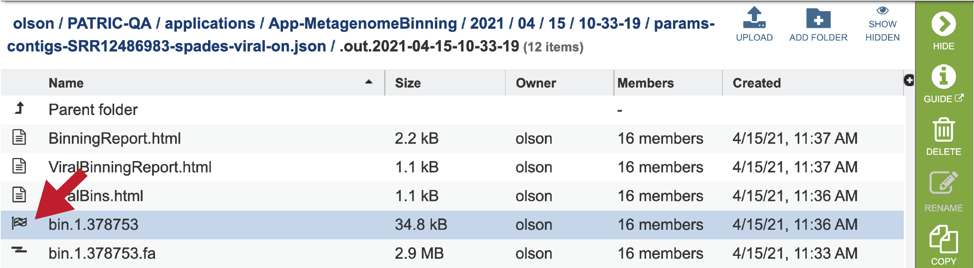 olson / PATRIC-QA / applications / App-MetagenomeBinning / 2021 / 04 / 15 / 10-33-19 / params-
contigs-SRR12486983-spades-viral-on.json / .out.2021-04-15-10-33-19 (12 items)
UPLOAD
ADD FOLDER
SHOW
HIDDEN
Name Size Owner Members Created
Parent folder -
BinningReport.html 2.2 kB olson 16 members 4/15/21, 11:37 AM
ViralBinningReport.html 1.1 kB olson 16 members 4/15/21, 11:37 AM
alBins.html 1.1 kB olson 16 members 4/15/21, 11:36 AM
bin.1.378753 34.8 kB olson 16 members 4/15/21, 11:36 AM
bin.1.378753.fa 2.9 MB olson 16 members 4/15/21, 11:33 AM
HIDE
GUIDE
DELETE
RENAME
COPY